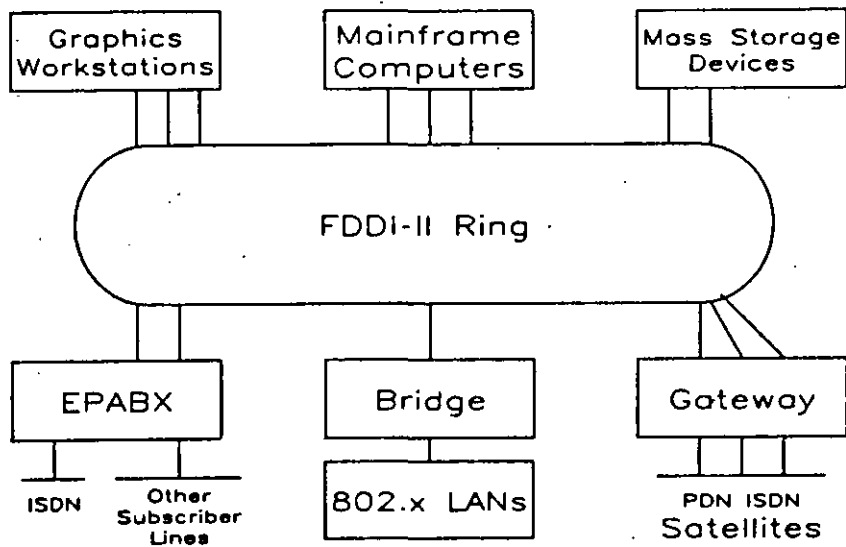 Graphics
Workstations
Mainframe
Computers
Mass Storage
Devices
FDDI-II Ring
EPABX
Bridge
Gateway
ISDN
Other
Subscriber
Lines
802.x LANs
PDN ISDN
Satellites